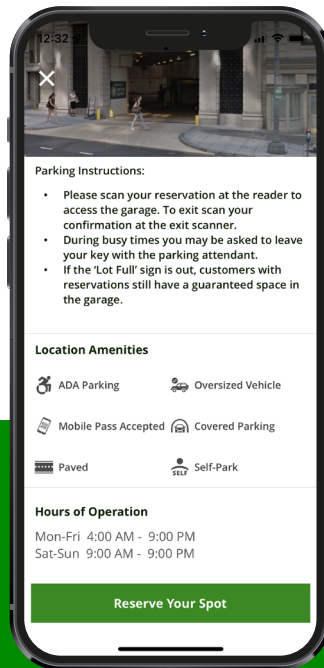 12:32
Parking Instructions:
• Please scan your reservation at the reader to
access the garage. To exit scan your
confirmation at the exit scanner.
• During busy times you may be asked to leave
your key with the parking attendant.
• If the ‘Lot Full’ sign is out, customers with
reservations still have a guaranteed space in
the garage.
Location Amenities
ADA Parking Oversized Vehicle
Mobile Pass Accepted Covered Parking
Paved SELF Self-Park
Hours of Operation
Mon-Fri 4:00 AM - 9:00 PM
Sat-Sun 9:00 AM - 9:00 PM
Reserve Your Spot